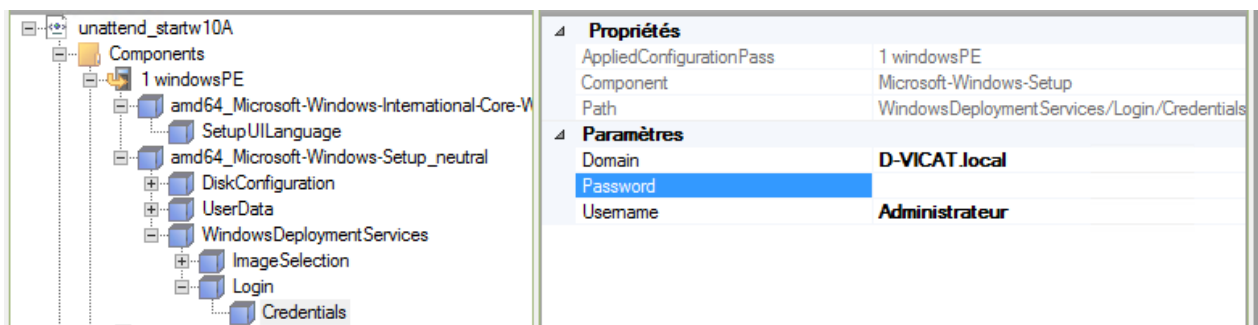 unattend_startw10A
Components
1 windowsPE
amd64_Microsoft-Windows-International-Core-W
SetupUILanguage
amd64_Microsoft-Windows-Setup_neutral
DiskConfiguration
UserData
WindowsDeploymentServices
ImageSelection
Login
Credentials
Propriétés
AppliedConfigurationPass 1 windowsPE
Component Microsoft-Windows-Setup
Path WindowsDeploymentServices/Login/Credentials
Paramètres
Domain D-VICAT.local
Password
Username Administrateur